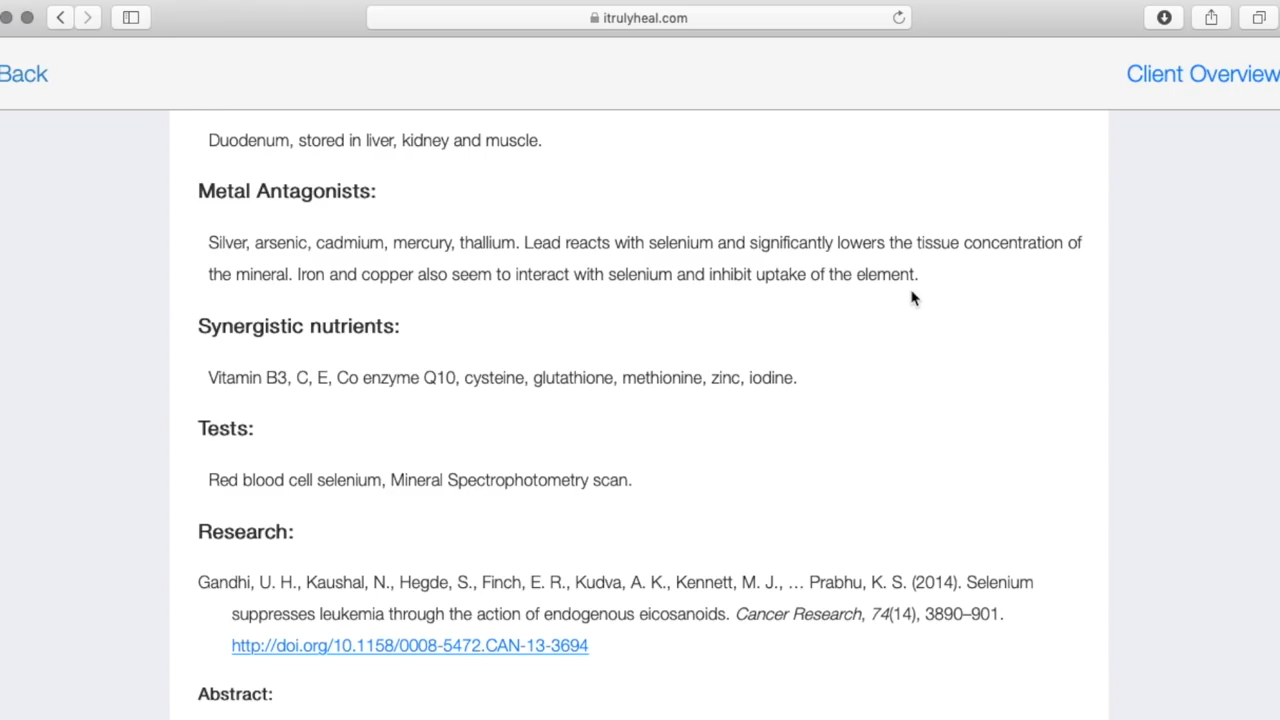 itrulyheal.com
Back
Client Overview
Duodenum, stored in liver, kidney and muscle.
Metal Antagonists:
Silver, arsenic, cadmium, mercury, thallium. Lead reacts with selenium and significantly lowers the tissue concentration of
the mineral. Iron and copper also seem to interact with selenium and inhibit uptake of the element.
Synergistic nutrients:
Vitamin B3, C, E, Co enzyme Q10, cysteine, glutathione, methionine, zinc, iodine.
Tests:
Red blood cell selenium, Mineral Spectrophotometry scan.
Research:
Gandhi, U. H., Kaushal, N., Hegde, S., Finch, E. R., Kudva, A. K., Kennett, M. J., … Prabhu, K. S. (2014). Selenium
suppresses leukemia through the action of endogenous eicosanoids. Cancer Research, 74(14), 3890–901.
http://doi.org/10.1158/0008-5472.CAN-13-3694
Abstract: